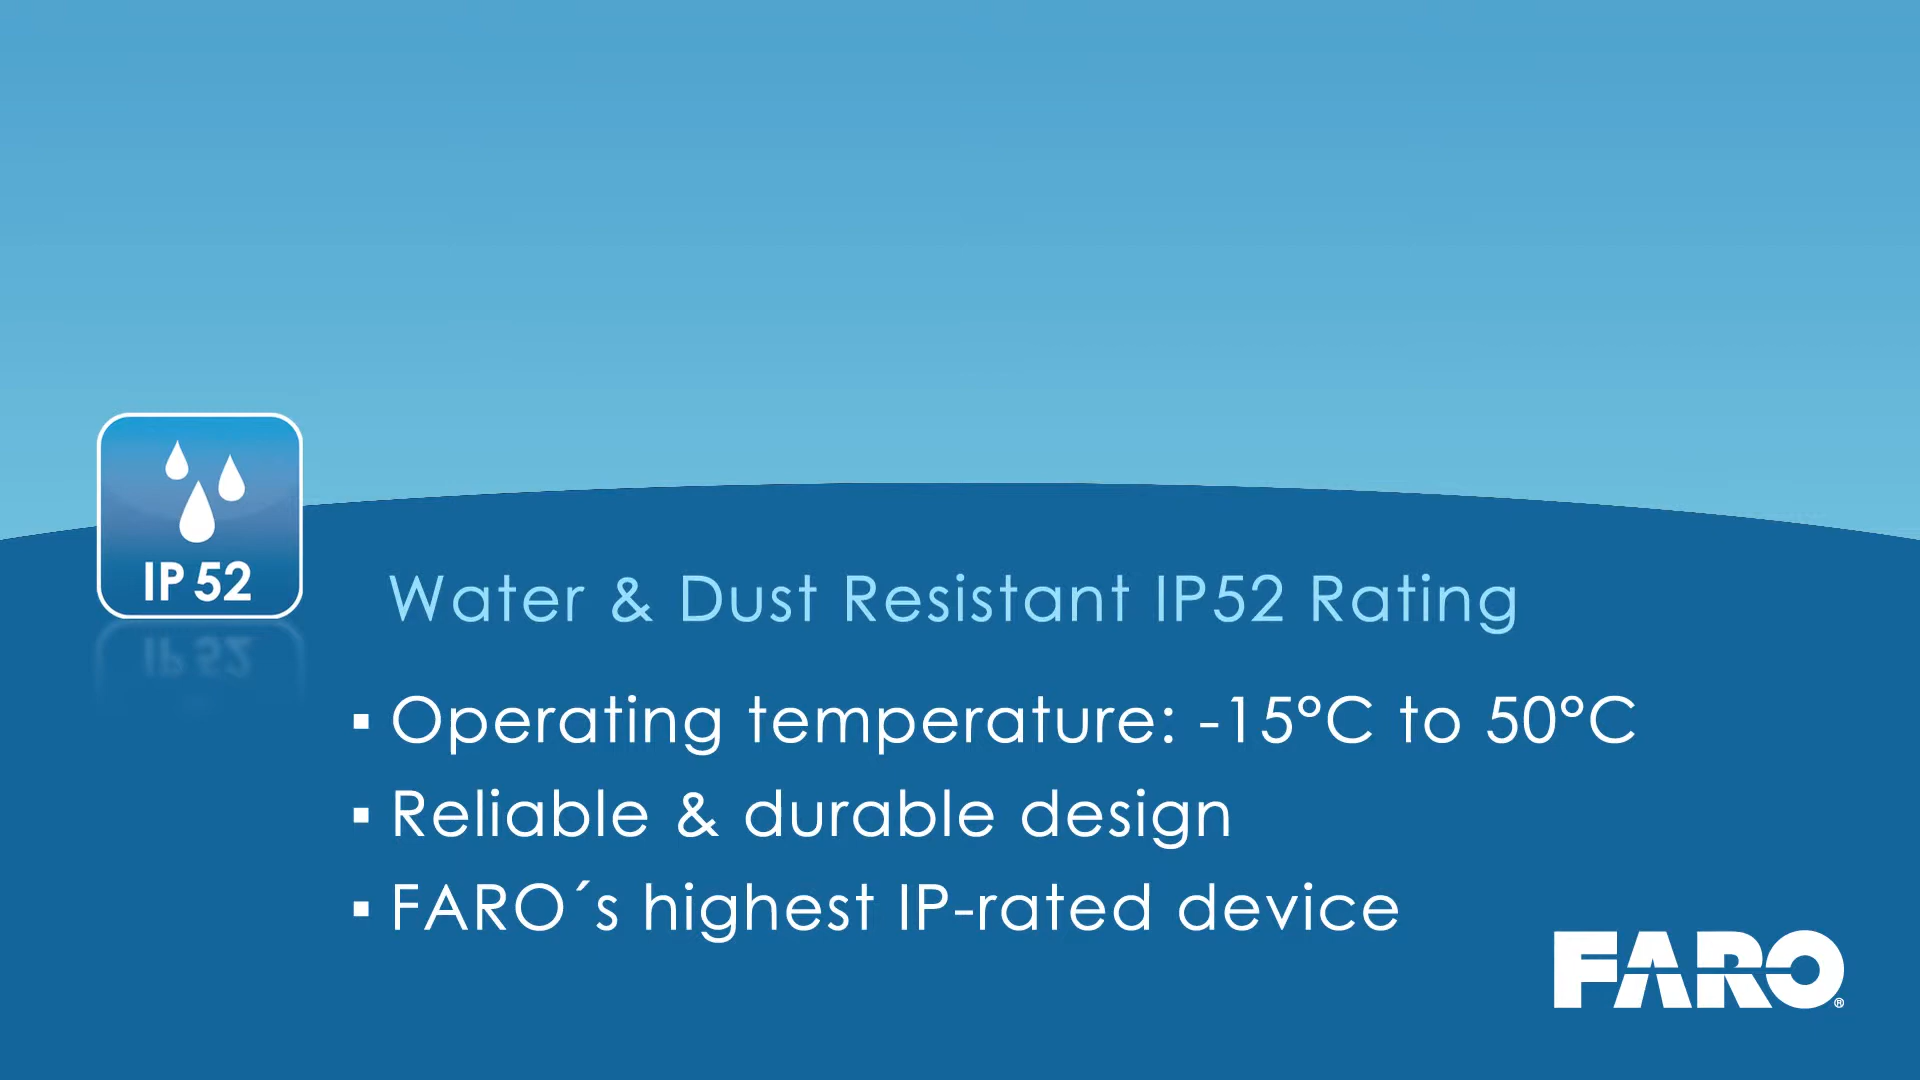 IP 52
Water & Dust Resistant IP52 Rating
▪ Operating temperature: -15°C to 50°C
▪ Reliable & durable design
▪ FARO´s highest IP-rated device
FARO®